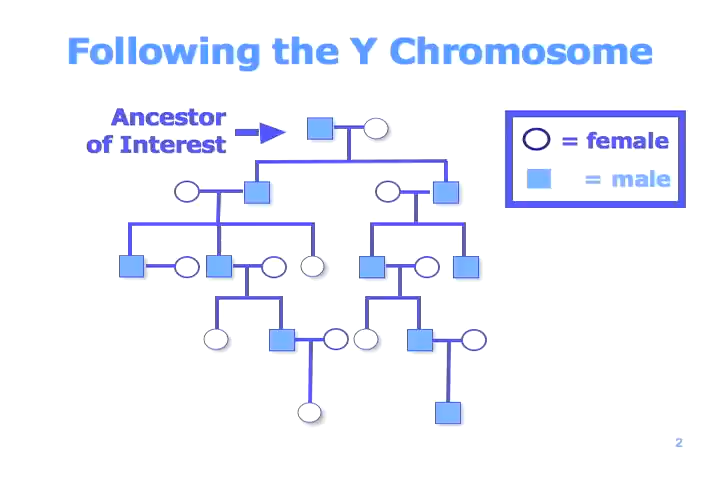 Following the Y Chromosome
Ancestor
of Interest
= female
= male
2